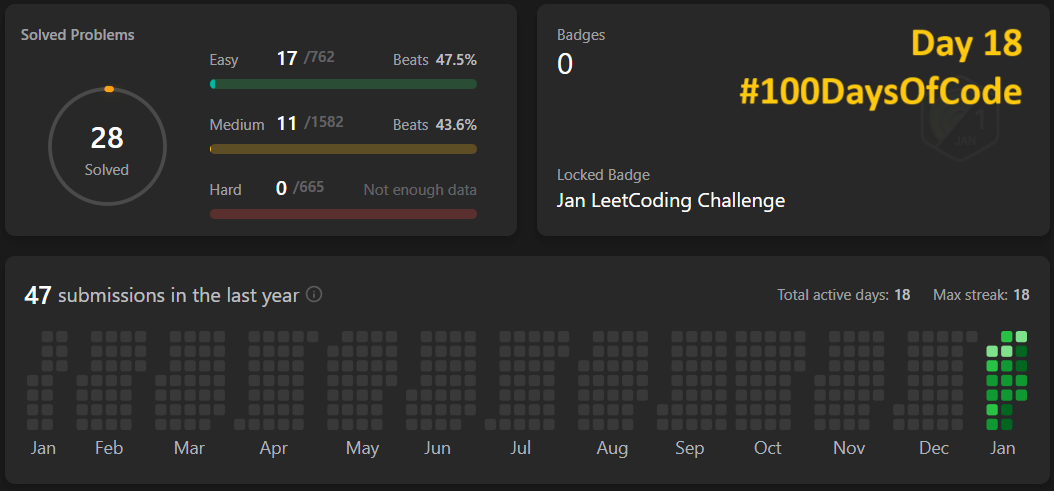 Solved Problems
28
Solved
Easy 17 /762 Beats 47.5%
Medium 11 /1582 Beats 43.6%
Hard 0 /665 Not enough data
Badges
0
Day 18
#100DaysOfCode
1
JAN
Locked Badge
Jan LeetCoding Challenge
47 submissions in the last year
Total active days: 18 Max streak: 18
Jan Feb Mar Apr May Jun Jul Aug Sep Oct Nov Dec Jan